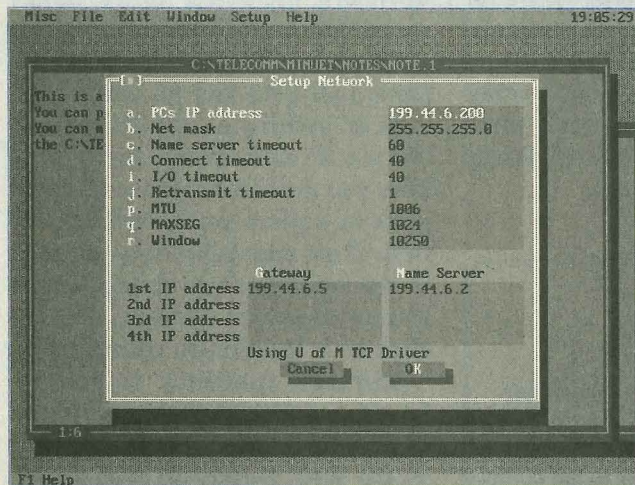 Misc File Edit Window Setup Help 19:05:29
C:\TELECOMM\MINUET\NOTES\NOTE.1
[■] Setup Network
This is a
You can p
You can m
the C:\TE
a. PCs IP address 199.44.6.200
b. Net mask 255.255.255.0
c. Name server timeout 60
d. Connect timeout 40
i. I/O timeout 40
j. Retransmit timeout 1
p. MTU 1006
q. MAXSEG 1024
r. Window 10250
Gateway Name Server
1st IP address 199.44.6.5 199.44.6.2
2nd IP address
3rd IP address
4th IP address
Using U of M TCP Driver
Cancel OK
1:6
F1 Help